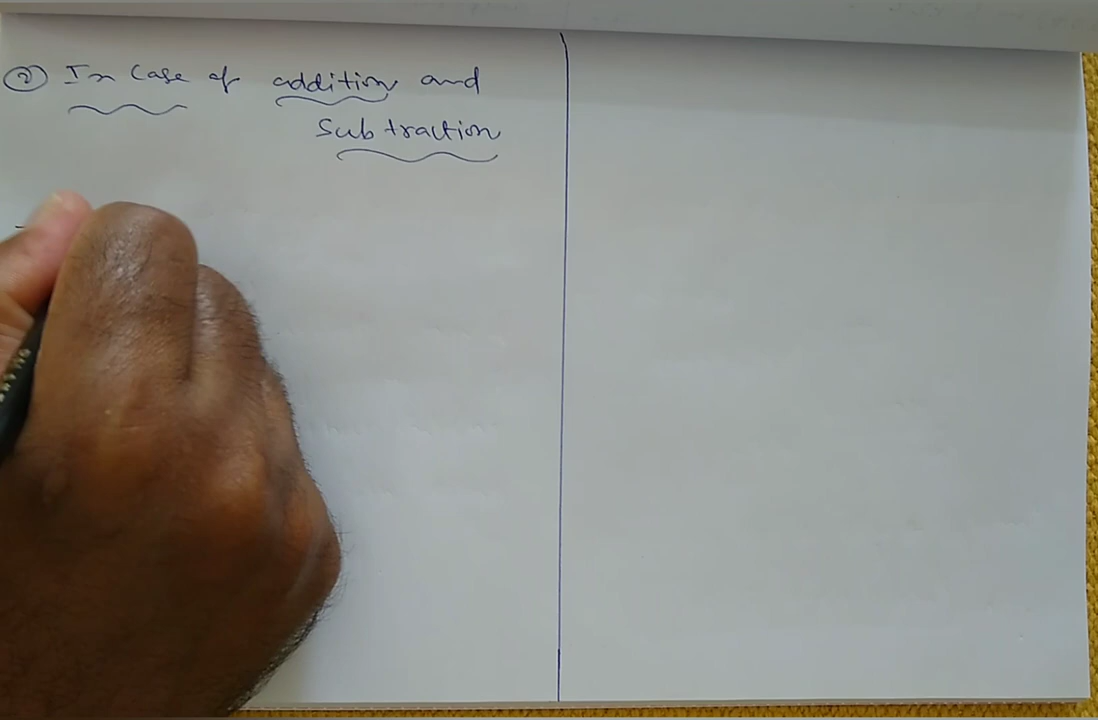 ② In Case of addition and
Subtraction